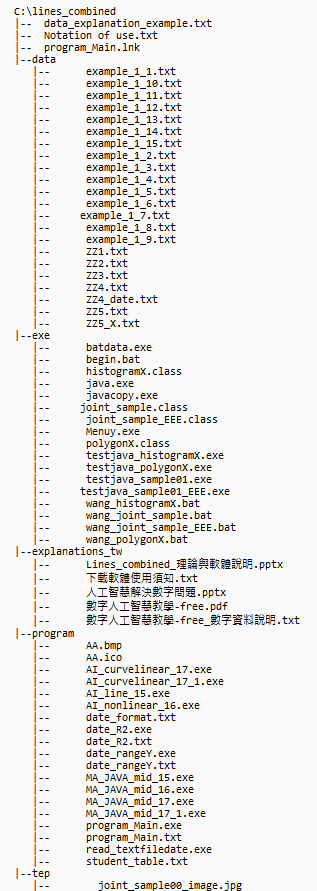 C:\lines_combined
|-- data_explanation_example.txt
|-- Notation of use.txt
|-- program_Main.lnk
|--data
|-- example_1_1.txt
|-- example_1_10.txt
|-- example_1_11.txt
|-- example_1_12.txt
|-- example_1_13.txt
|-- example_1_14.txt
|-- example_1_15.txt
|-- example_1_2.txt
|-- example_1_3.txt
|-- example_1_4.txt
|-- example_1_5.txt
|-- example_1_6.txt
|-- example_1_7.txt
|-- example_1_8.txt
|-- example_1_9.txt
|-- ZZ1.txt
|-- ZZ2.txt
|-- ZZ3.txt
|-- ZZ4.txt
|-- ZZ4_date.txt
|-- ZZ5.txt
|-- ZZ5_X.txt
|--exe
|-- batdata.exe
|-- begin.bat
|-- histogramX.class
|-- java.exe
|-- javacopy.exe
|-- joint_sample.class
|-- joint_sample_EEE.class
|-- Menuy.exe
|-- polygonX.class
|-- testjava_histogramX.exe
|-- testjava_polygonX.exe
|-- testjava_sample01.exe
|-- testjava_sample01_EEE.exe
|-- wang_histogramX.bat
|-- wang_joint_sample.bat
|-- wang_joint_sample_EEE.bat
|-- wang_polygonX.bat
|--explanations_tw
|-- Lines_combined_理論與軟體說明.pptx
|-- 下載軟體使用須知.txt
|-- 人工智慧解決數字問題.pptx
|-- 數字人工智慧教學-free.pdf
|-- 數字人工智慧教學-free_數字資料說明.txt
|--program
|-- AA.bmp
|-- AA.ico
|-- AI_curvelinear_17.exe
|-- AI_curvelinear_17_1.exe
|-- AI_line_15.exe
|-- AI_nonlinear_16.exe
|-- date_format.txt
|-- date_R2.exe
|-- date_R2.txt
|-- date_rangeY.exe
|-- date_rangeY.txt
|-- MA_JAVA_mid_15.exe
|-- MA_JAVA_mid_16.exe
|-- MA_JAVA_mid_17.exe
|-- MA_JAVA_mid_17_1.exe
|-- program_Main.exe
|-- program_Main.txt
|-- read_textfiledate.exe
|-- student_table.txt
|--tep
|-- joint_sample00_image.jpg